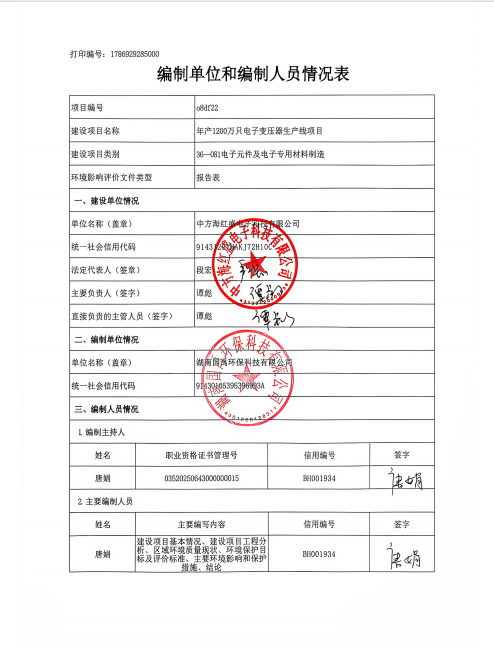 打印编号：1786929285000
编制单位和编制人员情况表
项目编号 o8df22
建设项目名称 年产1200万只电子变压器生产线项目
建设项目类别 36--081电子元件及电子专用材料制造
环境影响评价文件类型 报告表
一、建设单位情况
单位名称（盖章） 中方海红盛电子科技有限公司
统一社会信用代码
法定代表人（签章） 段宏
主要负责人（签字） 谭彪
直接负责的主管人员（签字） 谭彪
二、编制单位情况
单位名称（盖章） 湖南国禹环保科技有限公司
统一社会信用代码
三、编制人员情况
1.编制主持人
姓名 职业资格证书管理号 信用编号 签字
唐娟 03520250643000000015 BH001934 唐娟
2 主要编制人员
姓名 主要编写内容 信用编号 签字
唐娟 建设项目基本情况、建设项目工程分
析、区域环境质量现状、环境保护目
标及评价标准、主要环境影响和保护
措施、结论 BH001934 唐娟